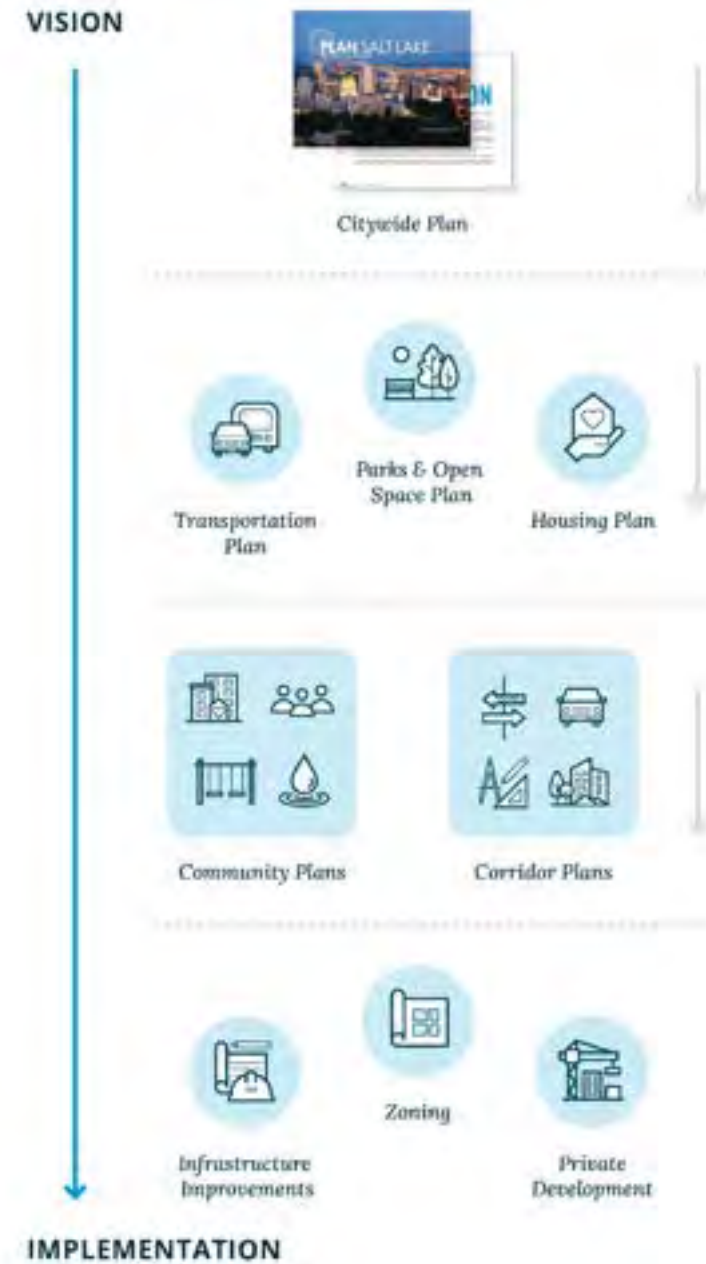 VISION
PLAN SALT LAKE
ON
Citywide Plan
Parks & Open
Space Plan
Transportation
Plan
Housing Plan
Community Plans
Corridor Plans
Zoning
Infrastructure
Improvements
Private
Development
IMPLEMENTATION